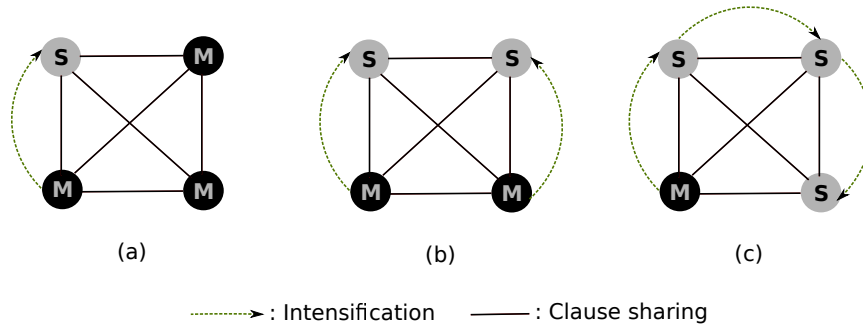 S M S S S S
M M M M M S
(a) (b) (c)
: Intensification : Clause sharing